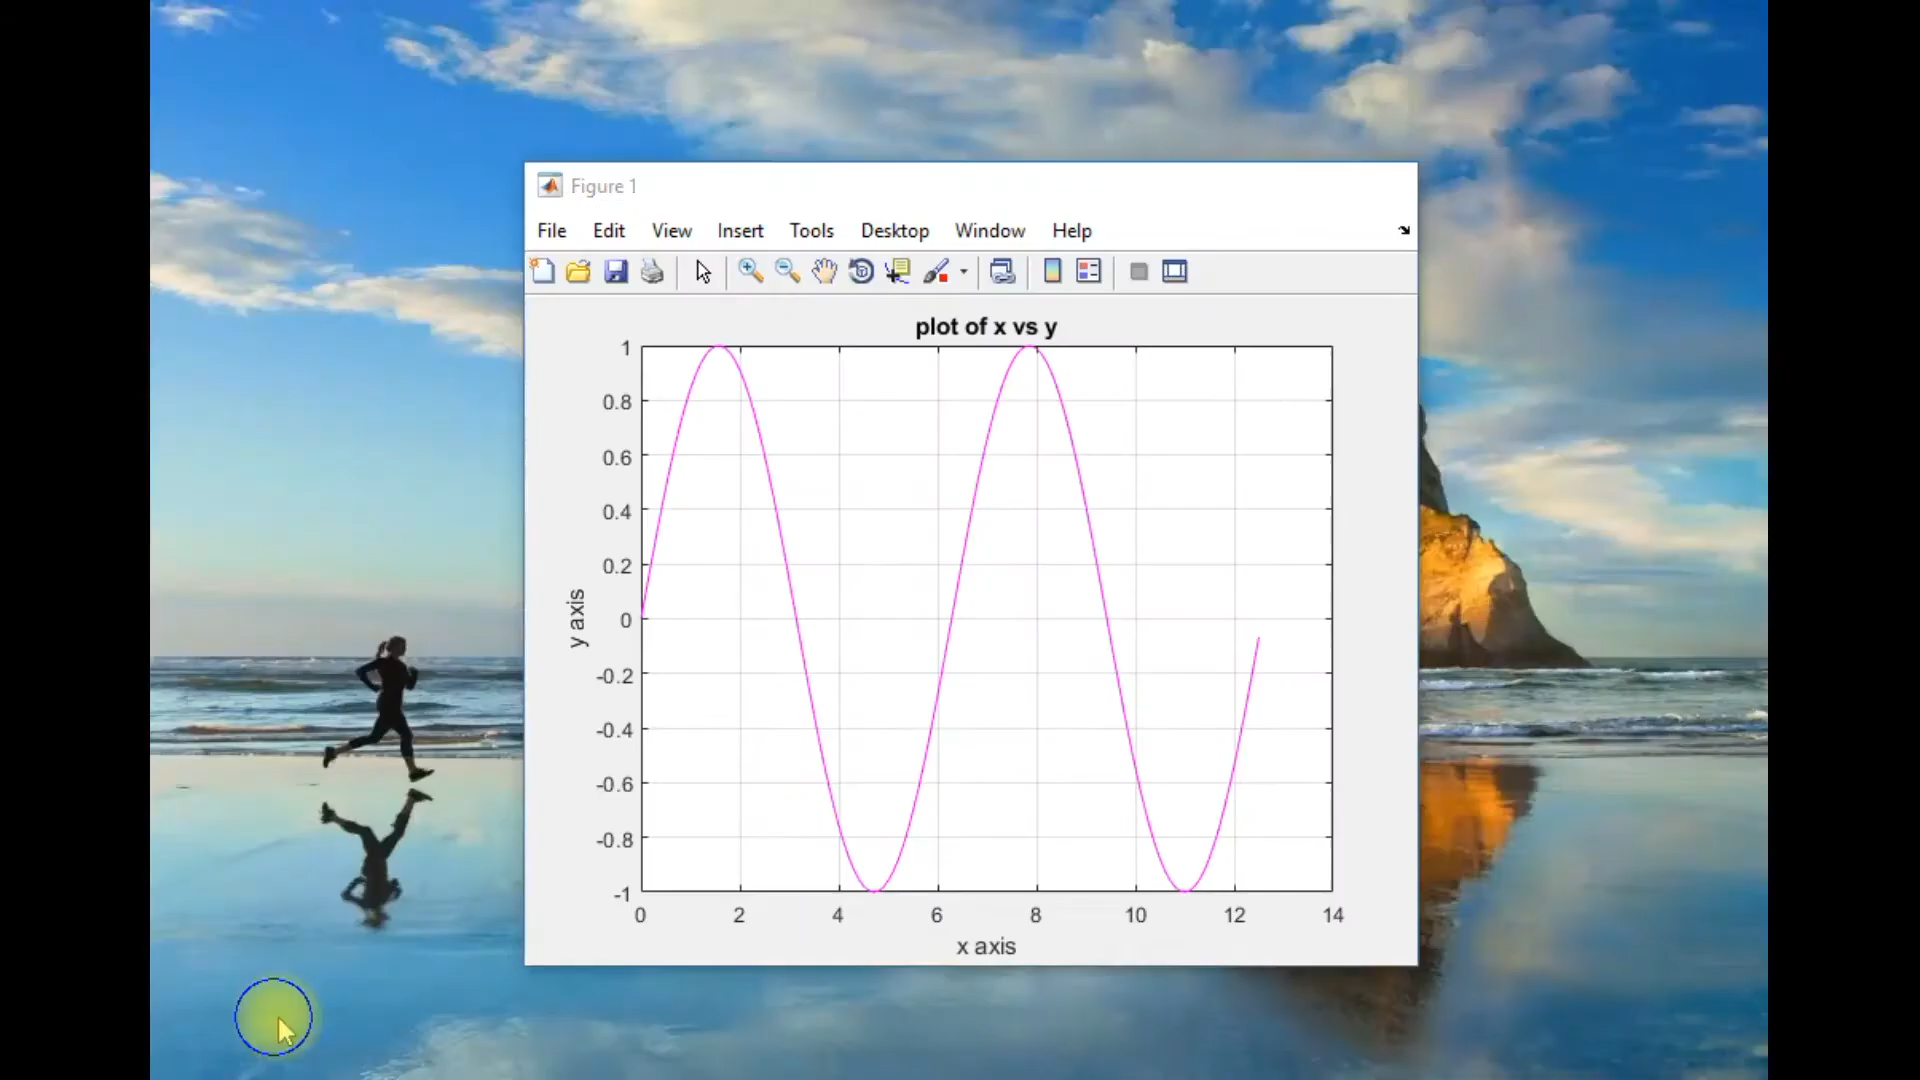 Figure 1
File Edit View Insert Tools Desktop Window Help
plot of x vs y
1
0.8
0.6
0.4
0.2
0
-0.2
-0.4
-0.6
-0.8
-1
y axis
0 2 4 6 8 10 12 14
x axis